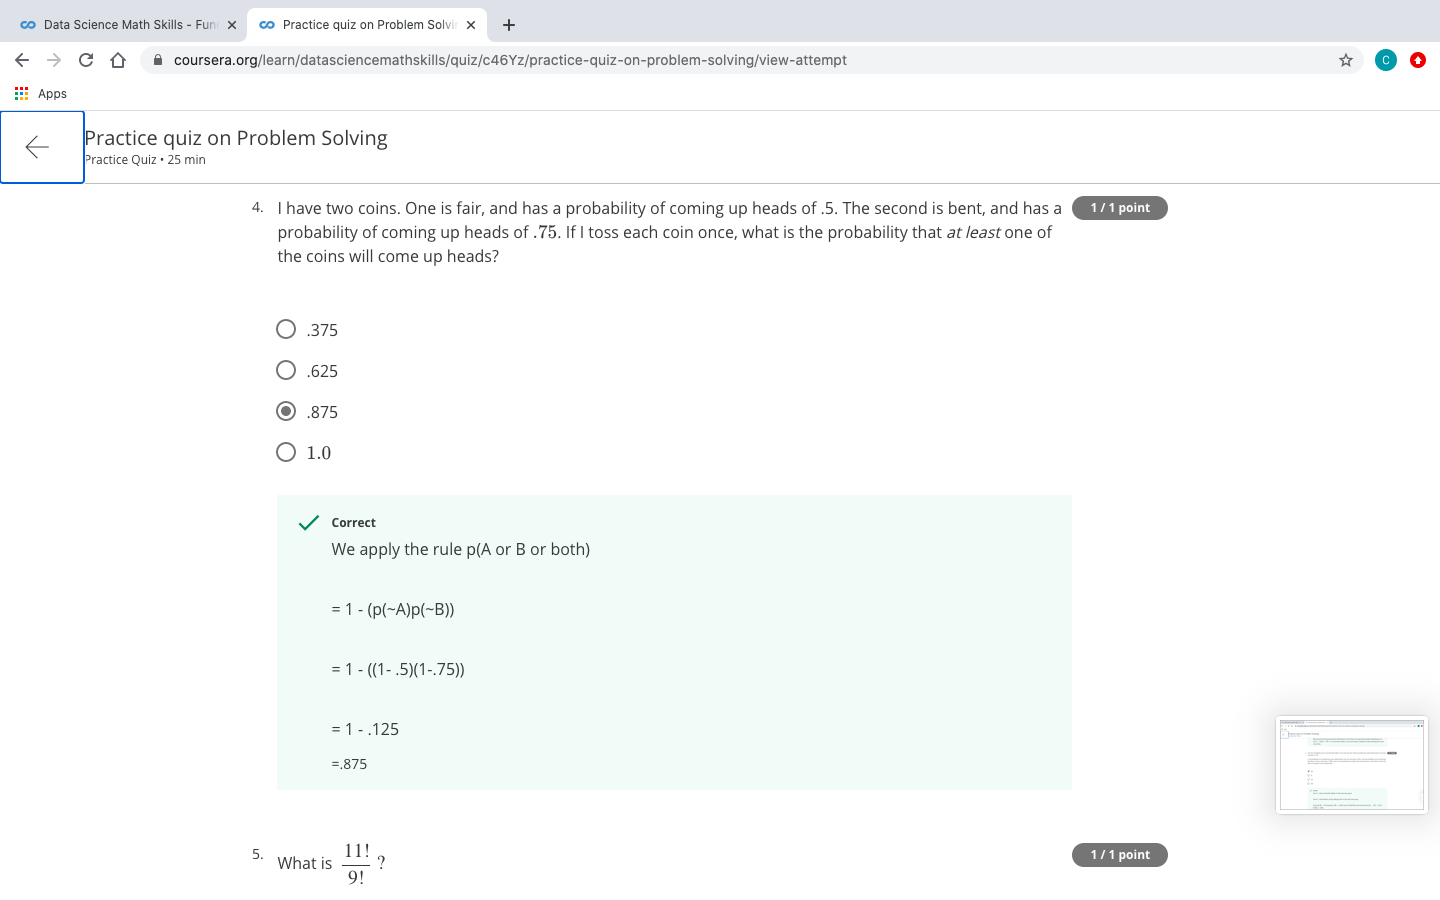 Data Science Math Skills - Fun
Practice quiz on Problem Solvi
coursera.org/learn/datasciencemathskills/quiz/c46Yz/practice-quiz-on-problem-solving/view-attempt
C
Apps
Practice quiz on Problem Solving
Practice Quiz • 25 min
4. I have two coins. One is fair, and has a probability of coming up heads of .5. The second is bent, and has a
1 / 1 point
probability of coming up heads of .75. If I toss each coin once, what is the probability that at least one of
the coins will come up heads?
.375
.625
.875
1.0
Correct
We apply the rule p(A or B or both)
= 1 - (p(~A)p(~B))
= 1 - ((1- .5)(1-.75))
= 1 - .125
=.875
5. What is 11!/9! ?
1 / 1 point